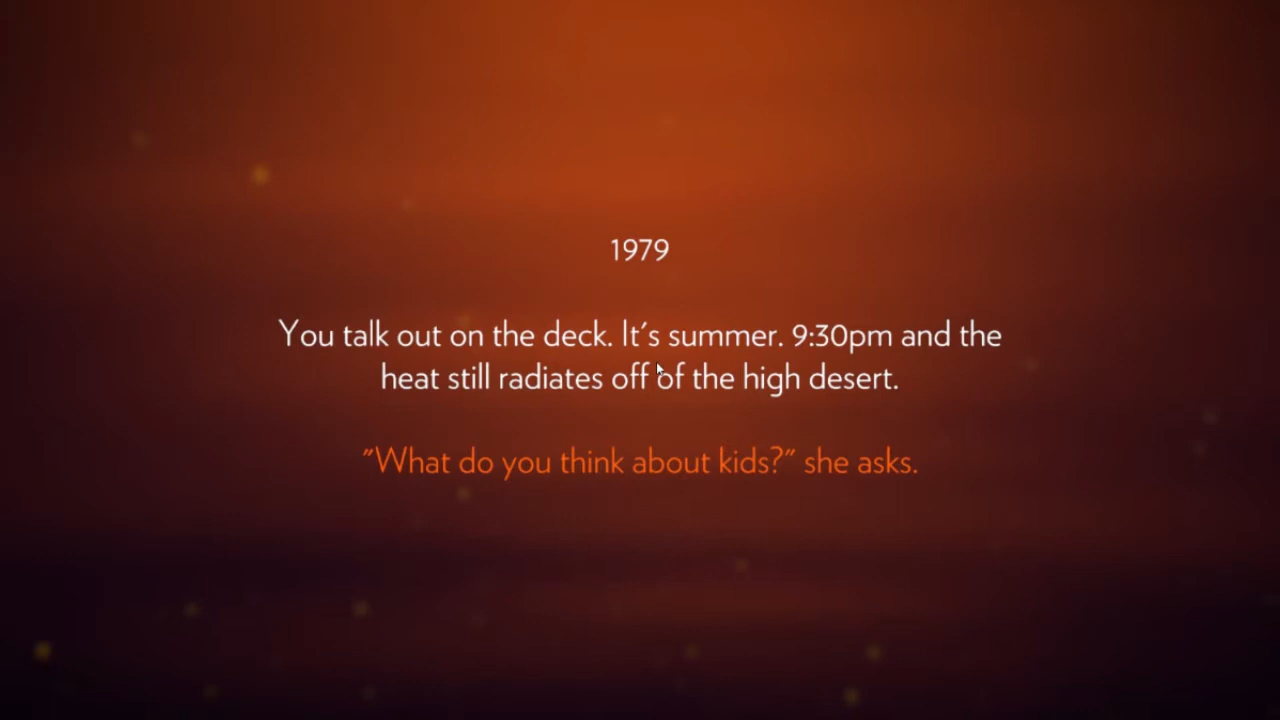 1979
You talk out on the deck. It's summer. 9:30pm and the
heat still radiates off of the high desert.
"What do you think about kids?" she asks.